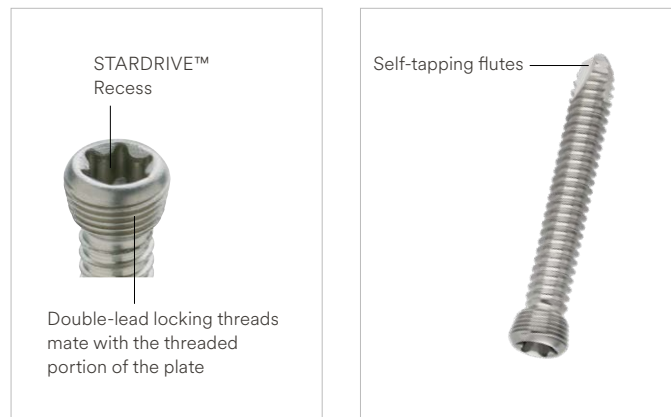 STARDRIVE™
Recess
Double-lead locking threads
mate with the threaded
portion of the plate
Self-tapping flutes